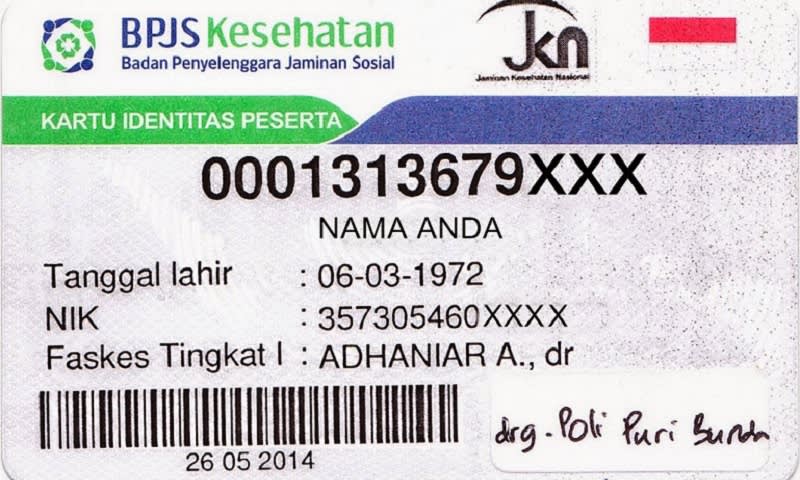 BPJS Kesehatan
Badan Penyelenggara Jaminan Sosial
jkn
Jaminan Kesehatan Nasional
KARTU IDENTITAS PESERTA
0001313679XXX
NAMA ANDA
Tanggal lahir : 06-03-1972
NIK : 357305460XXXX
Faskes Tingkat I : ADHANIAR A., dr
26 05 2014
drg. Poli Puri Bunda